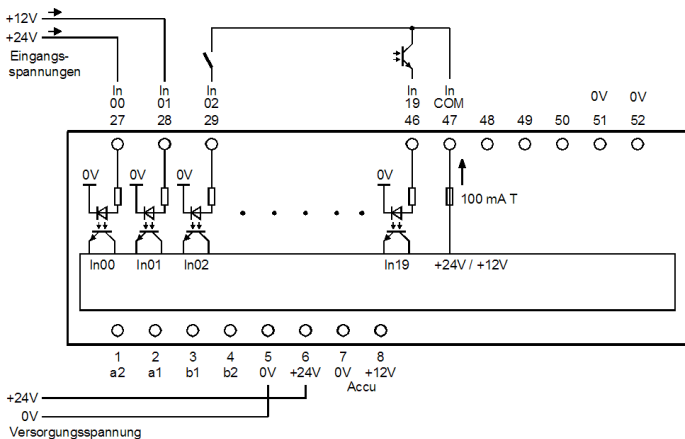 +12V
+24V
Eingangs-
spannungen
In In In In In
00 01 02 19 COM 0V 0V
27 28 29 46 47 48 49 50 51 52
0V 0V 0V 0V
100 mA T
In00 In01 In02 In19 +24V / +12V
1 2 3 4 5 6 7 8
a2 a1 b1 b2 0V +24V 0V +12V
Accu
+24V
0V
Versorgungsspannung